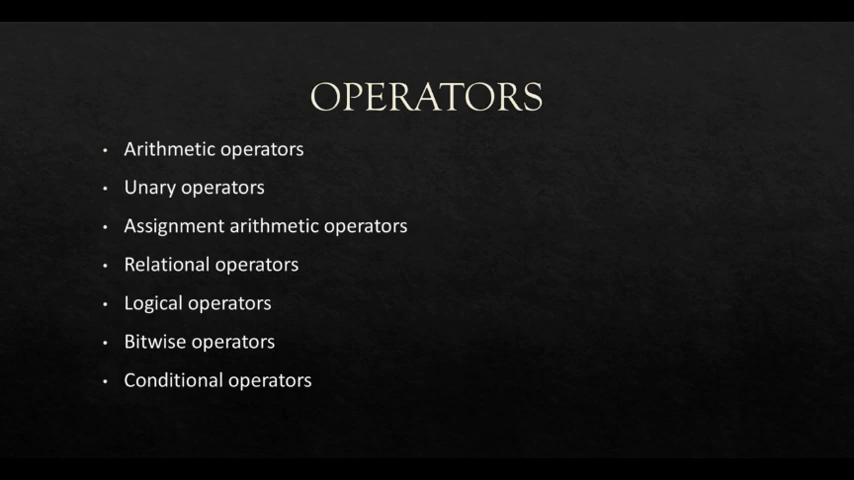 OPERATORS
• Arithmetic operators
• Unary operators
• Assignment arithmetic operators
• Relational operators
• Logical operators
• Bitwise operators
• Conditional operators